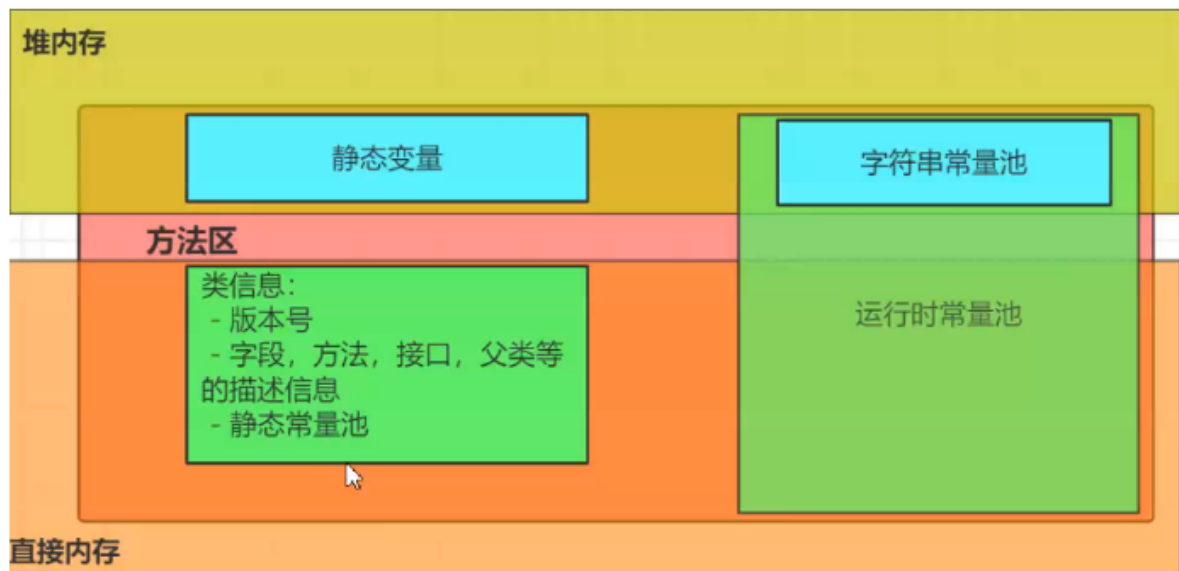 堆内存
静态变量
字符串常量池
方法区
类信息：
- 版本号
- 字段，方法，接口，父类等
的描述信息
- 静态常量池
运行时常量池
直接内存